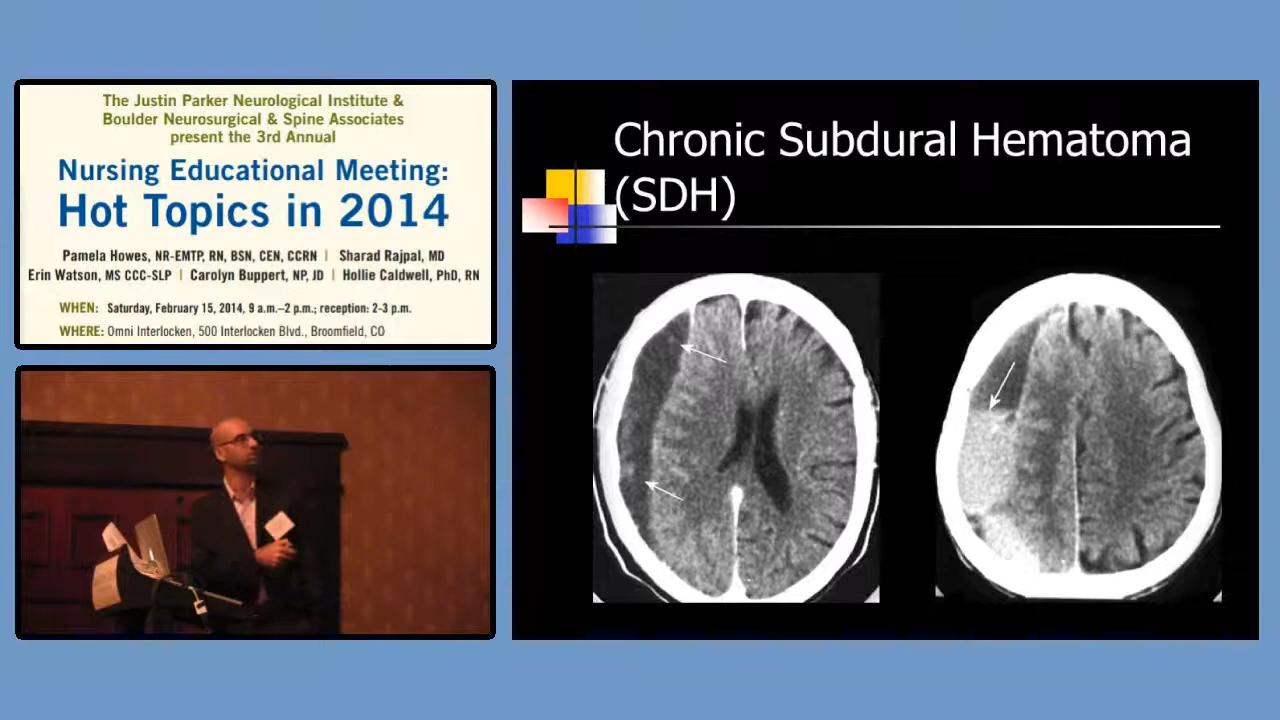 The Justin Parker Neurological Institute &
Boulder Neurosurgical & Spine Associates
present the 3rd Annual
Nursing Educational Meeting:
Hot Topics in 2014
Pamela Howes, NR-EMTP, RN, BSN, CEN, CCRN | Sharad Rajpal, MD
Erin Watson, MS CCC-SLP | Carolyn Buppert, NP, JD | Hollie Caldwell, PhD, RN
WHEN: Saturday, February 15, 2014, 9 a.m.–2 p.m.; reception: 2-3 p.m.
WHERE: Omni Interlocken, 500 Interlocken Blvd., Broomfield, CO
Chronic Subdural Hematoma
(SDH)